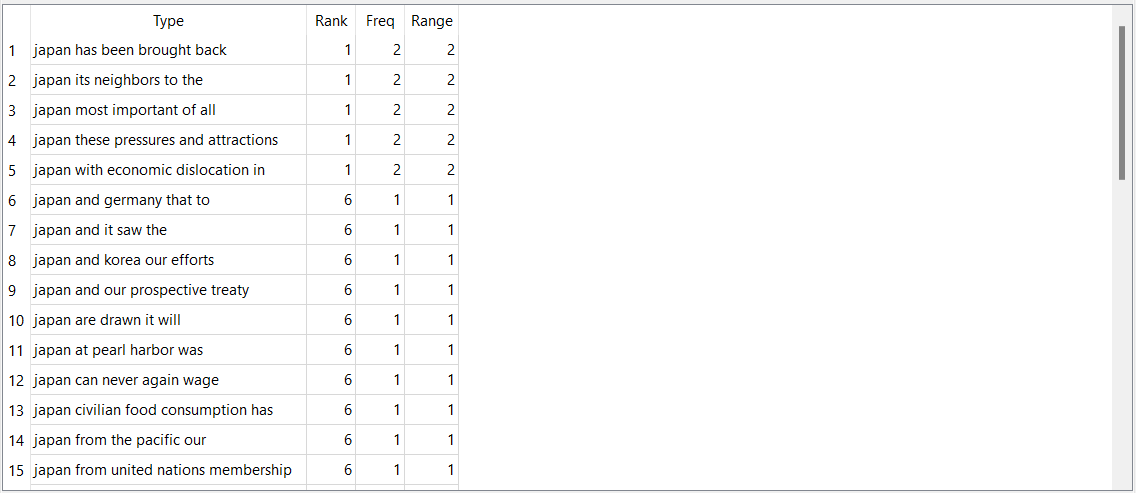 Type Rank Freq Range
1 japan has been brought back 1 2 2
2 japan its neighbors to the 1 2 2
3 japan most important of all 1 2 2
4 japan these pressures and attractions 1 2 2
5 japan with economic dislocation in 1 2 2
6 japan and germany that to 6 1 1
7 japan and it saw the 6 1 1
8 japan and korea our efforts 6 1 1
9 japan and our prospective treaty 6 1 1
10 japan are drawn it will 6 1 1
11 japan at pearl harbor was 6 1 1
12 japan can never again wage 6 1 1
13 japan civilian food consumption has 6 1 1
14 japan from the pacific our 6 1 1
15 japan from united nations membership 6 1 1